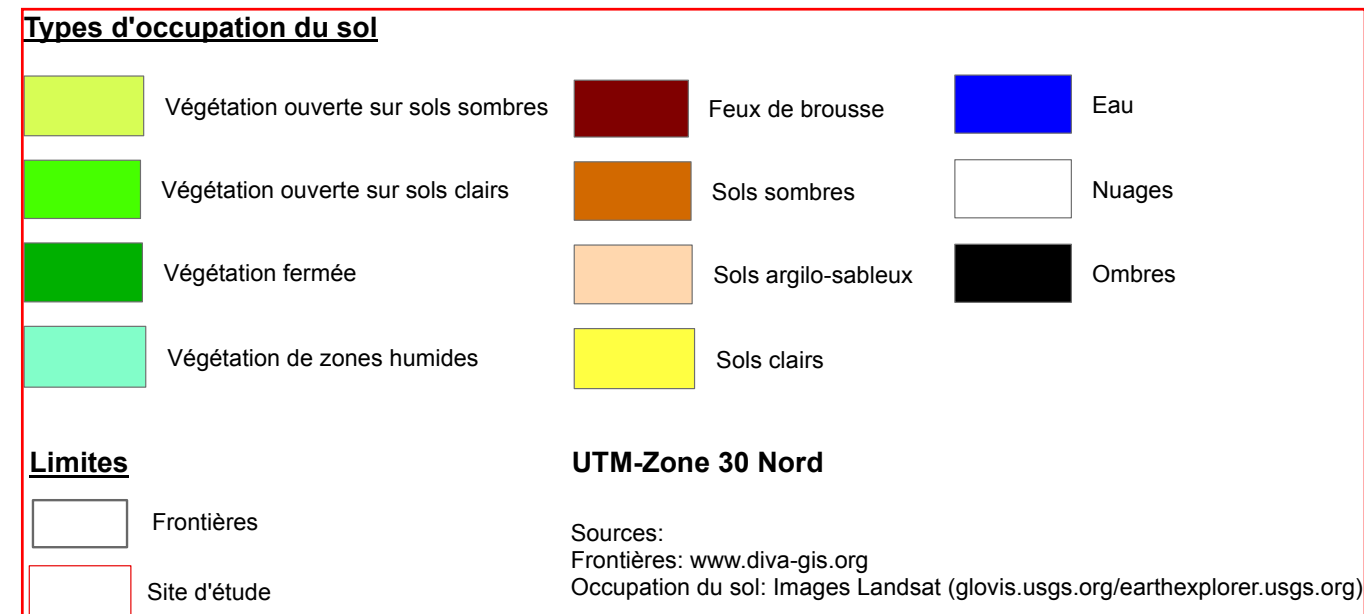 Types d'occupation du sol
Végétation ouverte sur sols sombres
Végétation ouverte sur sols clairs
Végétation fermée
Végétation de zones humides
Feux de brousse
Sols sombres
Sols argilo-sableux
Sols clairs
Eau
Nuages
Ombres
Limites
Frontières
Site d'étude
UTM-Zone 30 Nord
Sources:
Frontières: www.diva-gis.org
Occupation du sol: Images Landsat (glovis.usgs.org/earthexplorer.usgs.org)